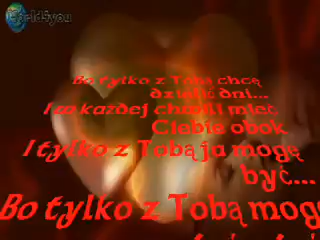 World4you
Bo tylko z Tobą chcę
dzielić dni...
I w każdej chwili mieć
Ciebie obok
I tylko z Tobą ja mogę
być...
Bo tylko z Tobą mogę